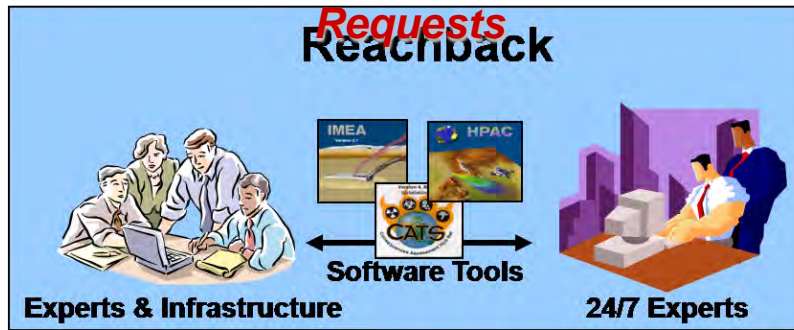 Requests
Reachback
IMEA
HPAC
CATS
Software Tools
Experts & Infrastructure
24/7 Experts